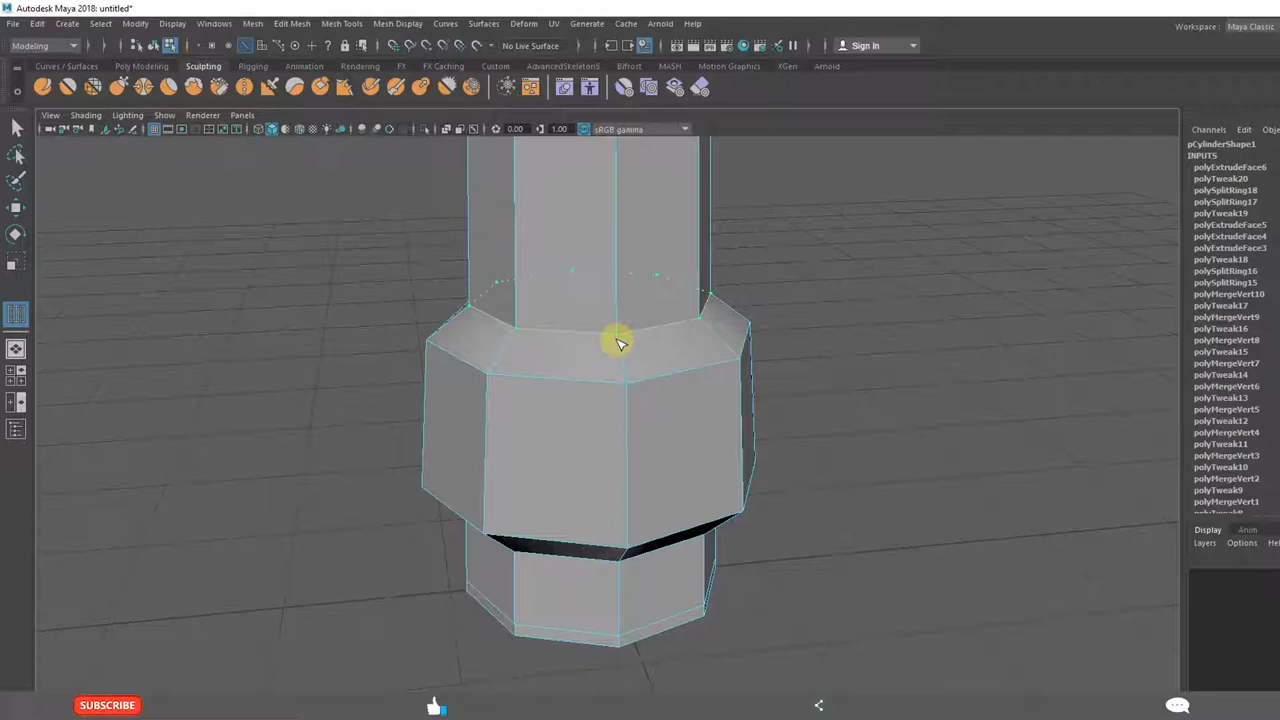 Autodesk Maya 2018: untitled*
File Edit Create Select Modify Display Windows Mesh Edit Mesh Mesh Tools Mesh Display Curves Surfaces Deform UV Generate Cache Arnold Help
Workspace : Maya Classic
Modeling No Live Surface Sign In
Curves / Surfaces Poly Modeling Sculpting Rigging Animation Rendering FX FX Caching Custom AdvancedSkeleton5 Bifrost MASH Motion Graphics XGen Arnold
View Shading Lighting Show Renderer Panels
0.00 1.00 sRGB gamma
Channels Edit Obje
pCylinderShape1
INPUTS
polyExtrudeFace6
polyTweak20
polySplitRing18
polySplitRing17
polyTweak19
polyExtrudeFace5
polyExtrudeFace4
polyExtrudeFace3
polyTweak18
polySplitRing16
polySplitRing15
polyMergeVert10
polyTweak17
polyMergeVert9
polyTweak16
polyMergeVert8
polyTweak15
polyMergeVert7
polyTweak14
polyMergeVert6
polyTweak13
polyMergeVert5
polyTweak12
polyMergeVert4
polyTweak11
polyMergeVert3
polyTweak10
polyMergeVert2
polyTweak9
polyMergeVert1
Display Anim
Layers Options Hel
SUBSCRIBE